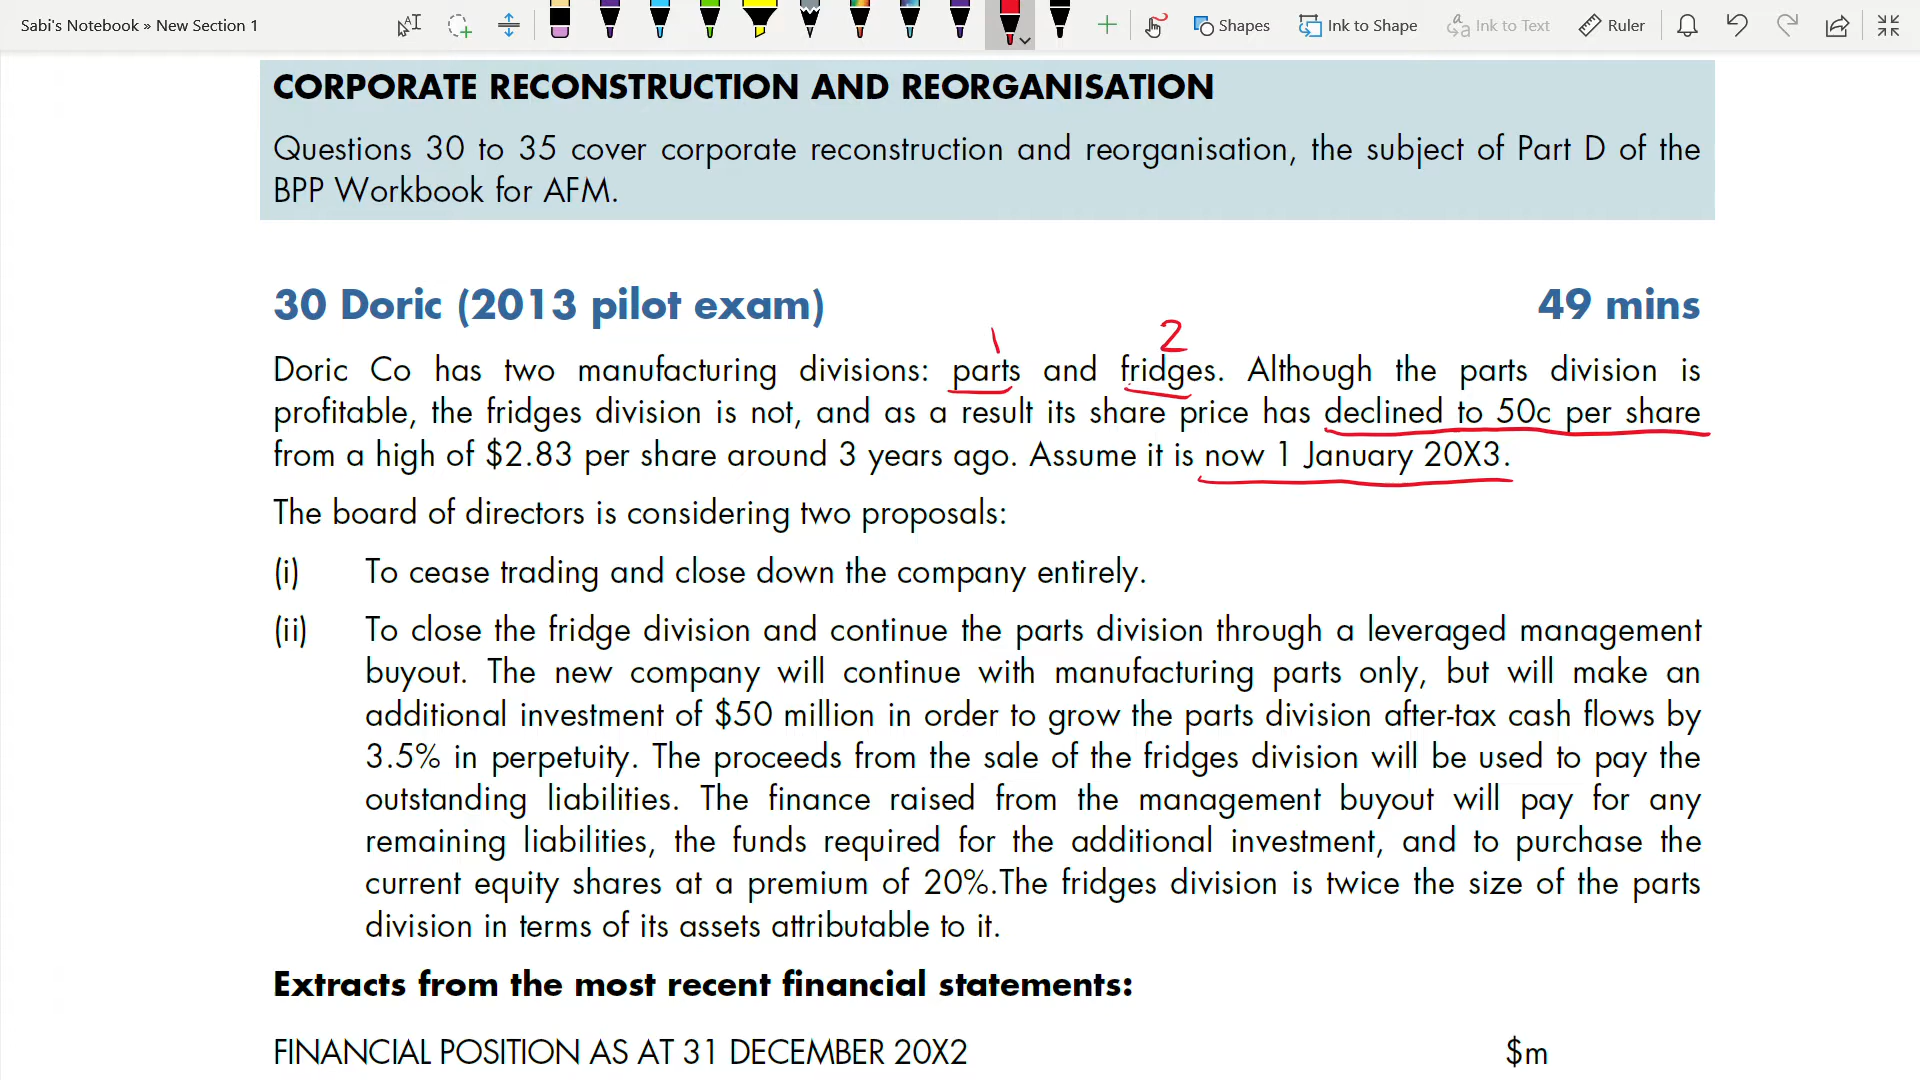 Sabi's Notebook » New Section 1
Shapes
Ink to Shape
Ink to Text
Ruler
CORPORATE RECONSTRUCTION AND REORGANISATION
Questions 30 to 35 cover corporate reconstruction and reorganisation, the subject of Part D of the
BPP Workbook for AFM.
30 Doric (2013 pilot exam) 49 mins
1 2
Doric Co has two manufacturing divisions: parts and fridges. Although the parts division is
profitable, the fridges division is not, and as a result its share price has declined to 50c per share
from a high of $2.83 per share around 3 years ago. Assume it is now 1 January 20X3.
The board of directors is considering two proposals:
(i) To cease trading and close down the company entirely.
(ii) To close the fridge division and continue the parts division through a leveraged management
buyout. The new company will continue with manufacturing parts only, but will make an
additional investment of $50 million in order to grow the parts division after-tax cash flows by
3.5% in perpetuity. The proceeds from the sale of the fridges division will be used to pay the
outstanding liabilities. The finance raised from the management buyout will pay for any
remaining liabilities, the funds required for the additional investment, and to purchase the
current equity shares at a premium of 20%.The fridges division is twice the size of the parts
division in terms of its assets attributable to it.
Extracts from the most recent financial statements:
FINANCIAL POSITION AS AT 31 DECEMBER 20X2 $m